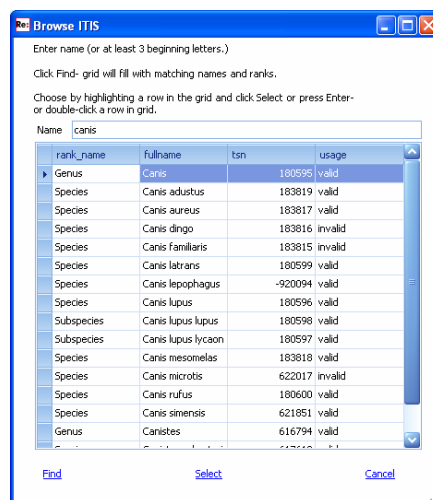 Re: Browse ITIS
Enter name (or at least 3 beginning letters.)
Click Find- grid will fill with matching names and ranks.
Choose by highlighting a row in the grid and click Select or press Enter-
or double-click a row in grid.
Name canis
rank_name fullname tsn usage
Genus Canis 180595 valid
Species Canis adustus 183819 valid
Species Canis aureus 183817 valid
Species Canis dingo 183816 invalid
Species Canis familiaris 183815 invalid
Species Canis latrans 180599 valid
Species Canis lepophagus -920094 valid
Species Canis lupus 180596 valid
Subspecies Canis lupus lupus 180598 valid
Subspecies Canis lupus lycaon 180597 valid
Species Canis mesomelas 183818 valid
Species Canis microtis 622017 invalid
Species Canis rufus 180600 valid
Species Canis simensis 621851 valid
Genus Canistes 616794 valid
Find Select Cancel